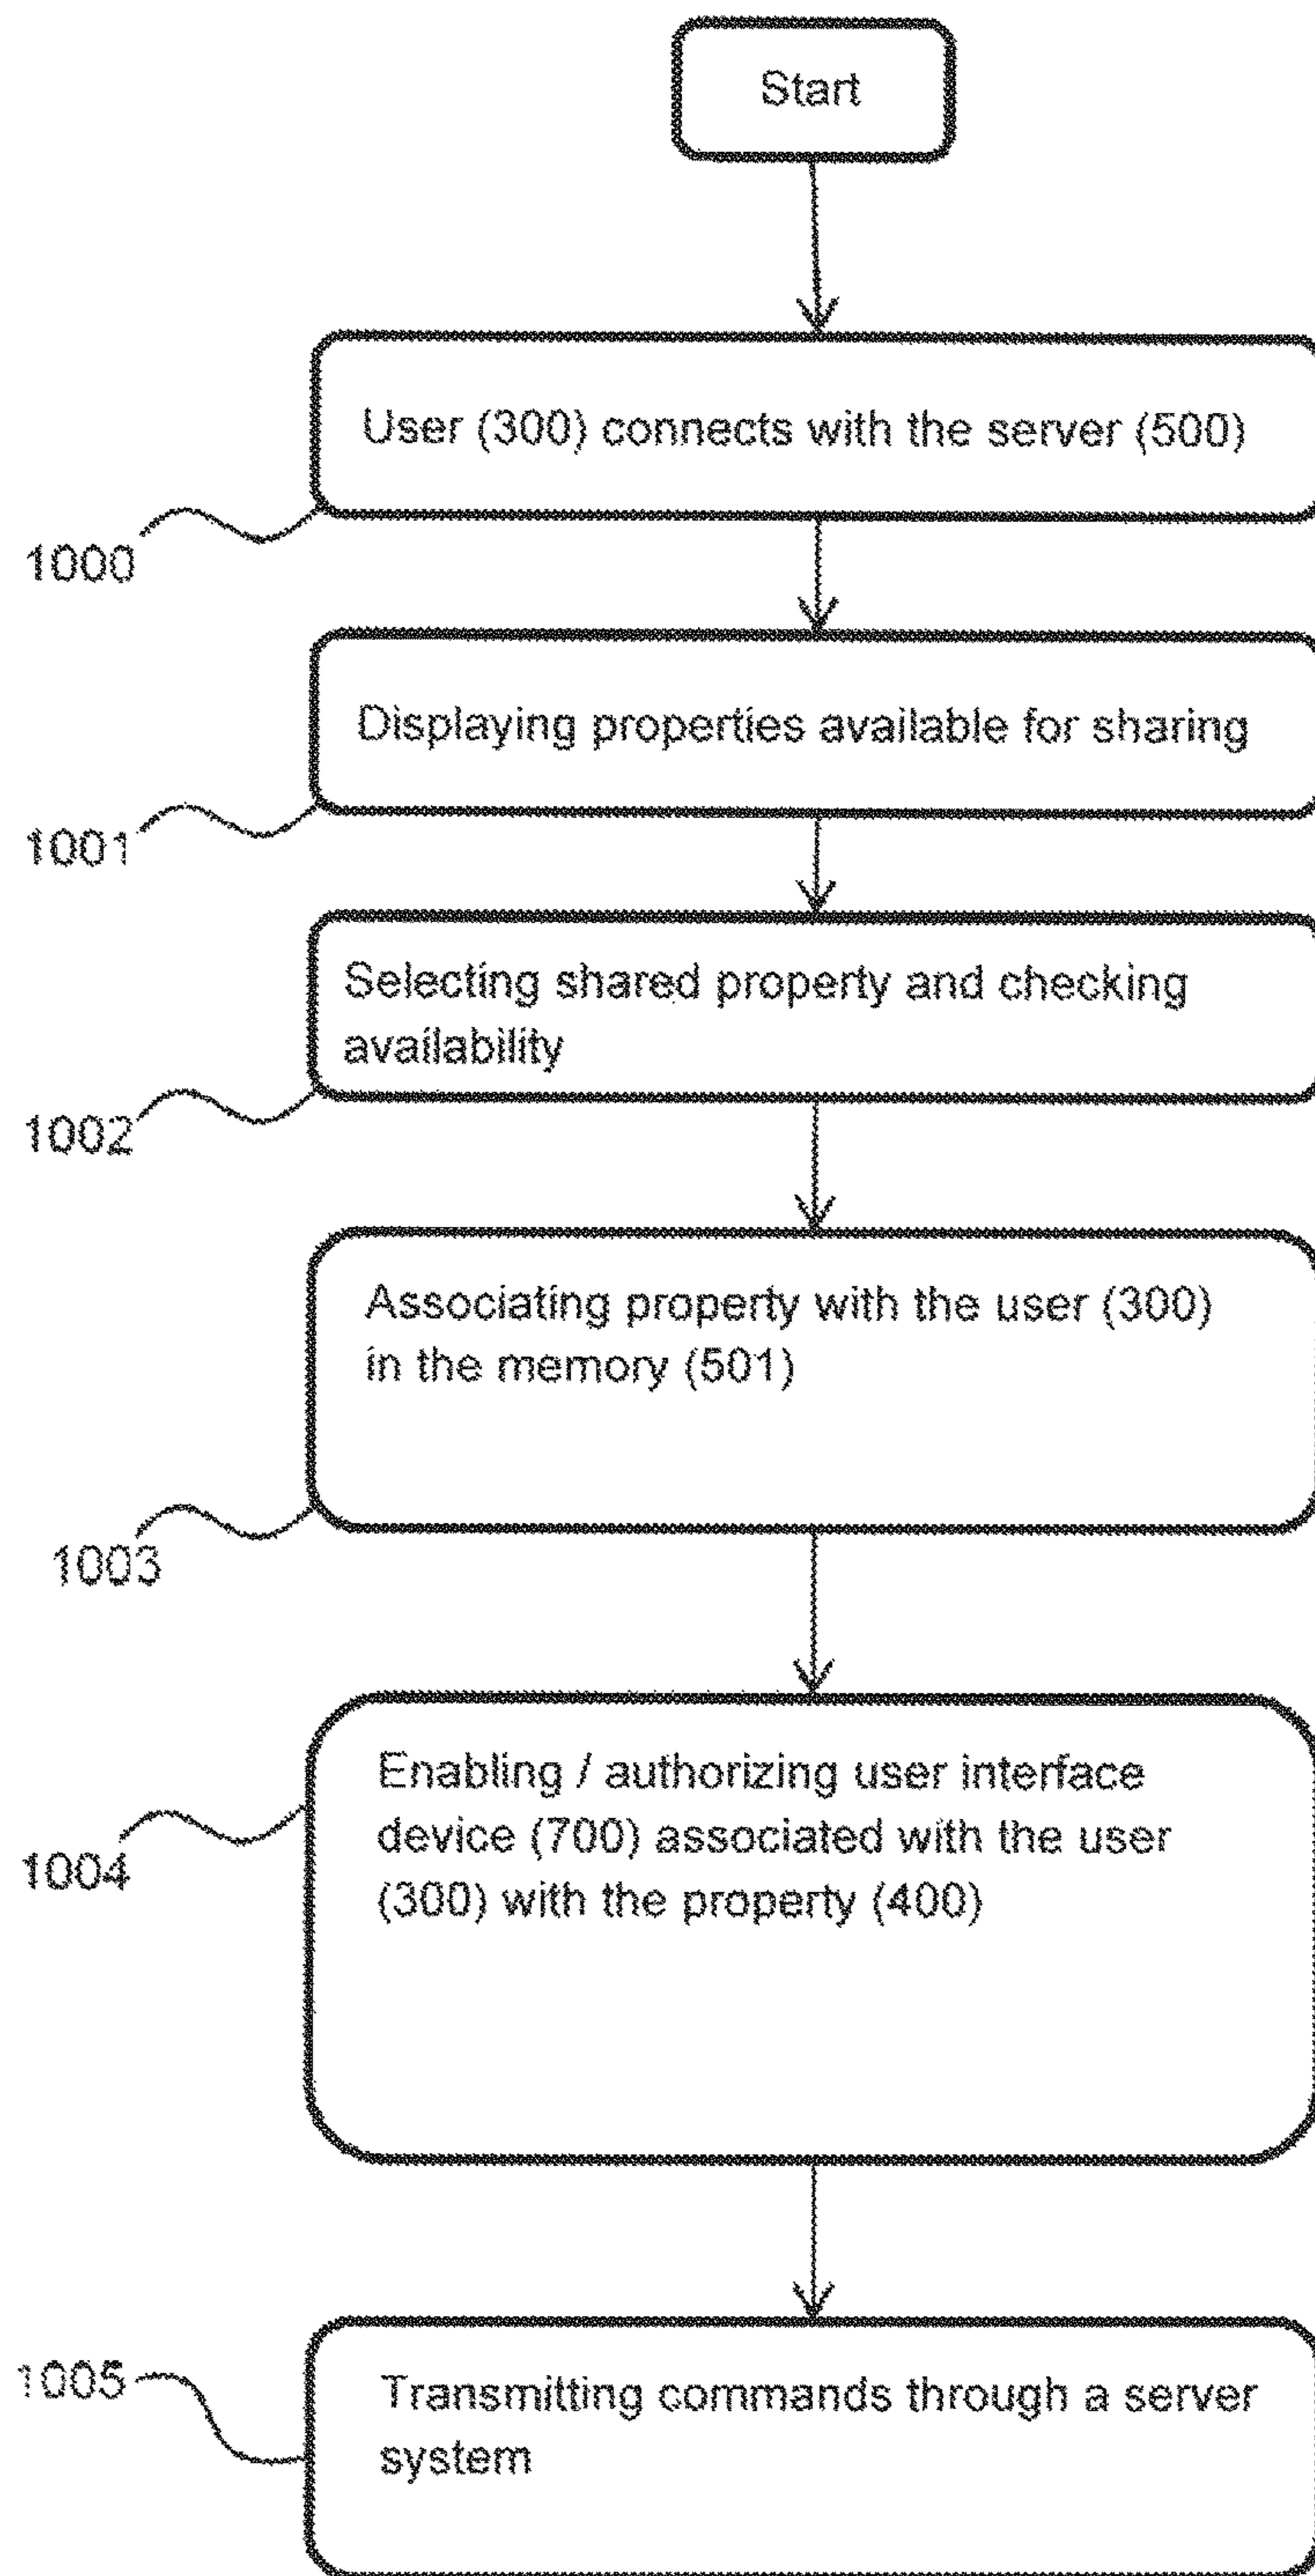 Start
User (300) connects with the server (500)
1000
Displaying properties available for sharing
1001
Selecting shared property and checking
availability
1002
Associating property with the user (300)
in the memory (501)
1003
Enabling / authorizing user interface
device (700) associated with the user
(300) with the property (400)
1004
1005
Transmitting commands through a server
system